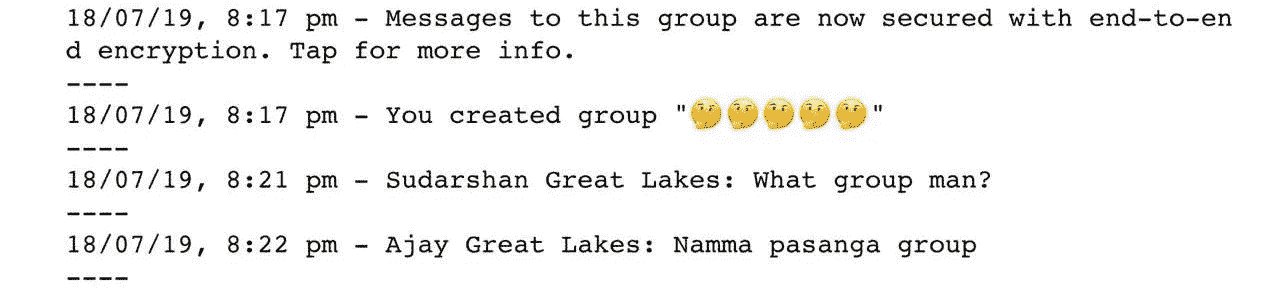 18/07/19, 8:17 pm – Messages to this group are now secured with end-to-en
d encryption. Tap for more info.
----
18/07/19, 8:17 pm – You created group "🤔🤔🤔🤔🤔"
----
18/07/19, 8:21 pm – Sudarshan Great Lakes: What group man?
----
18/07/19, 8:22 pm – Ajay Great Lakes: Namma pasanga group
----